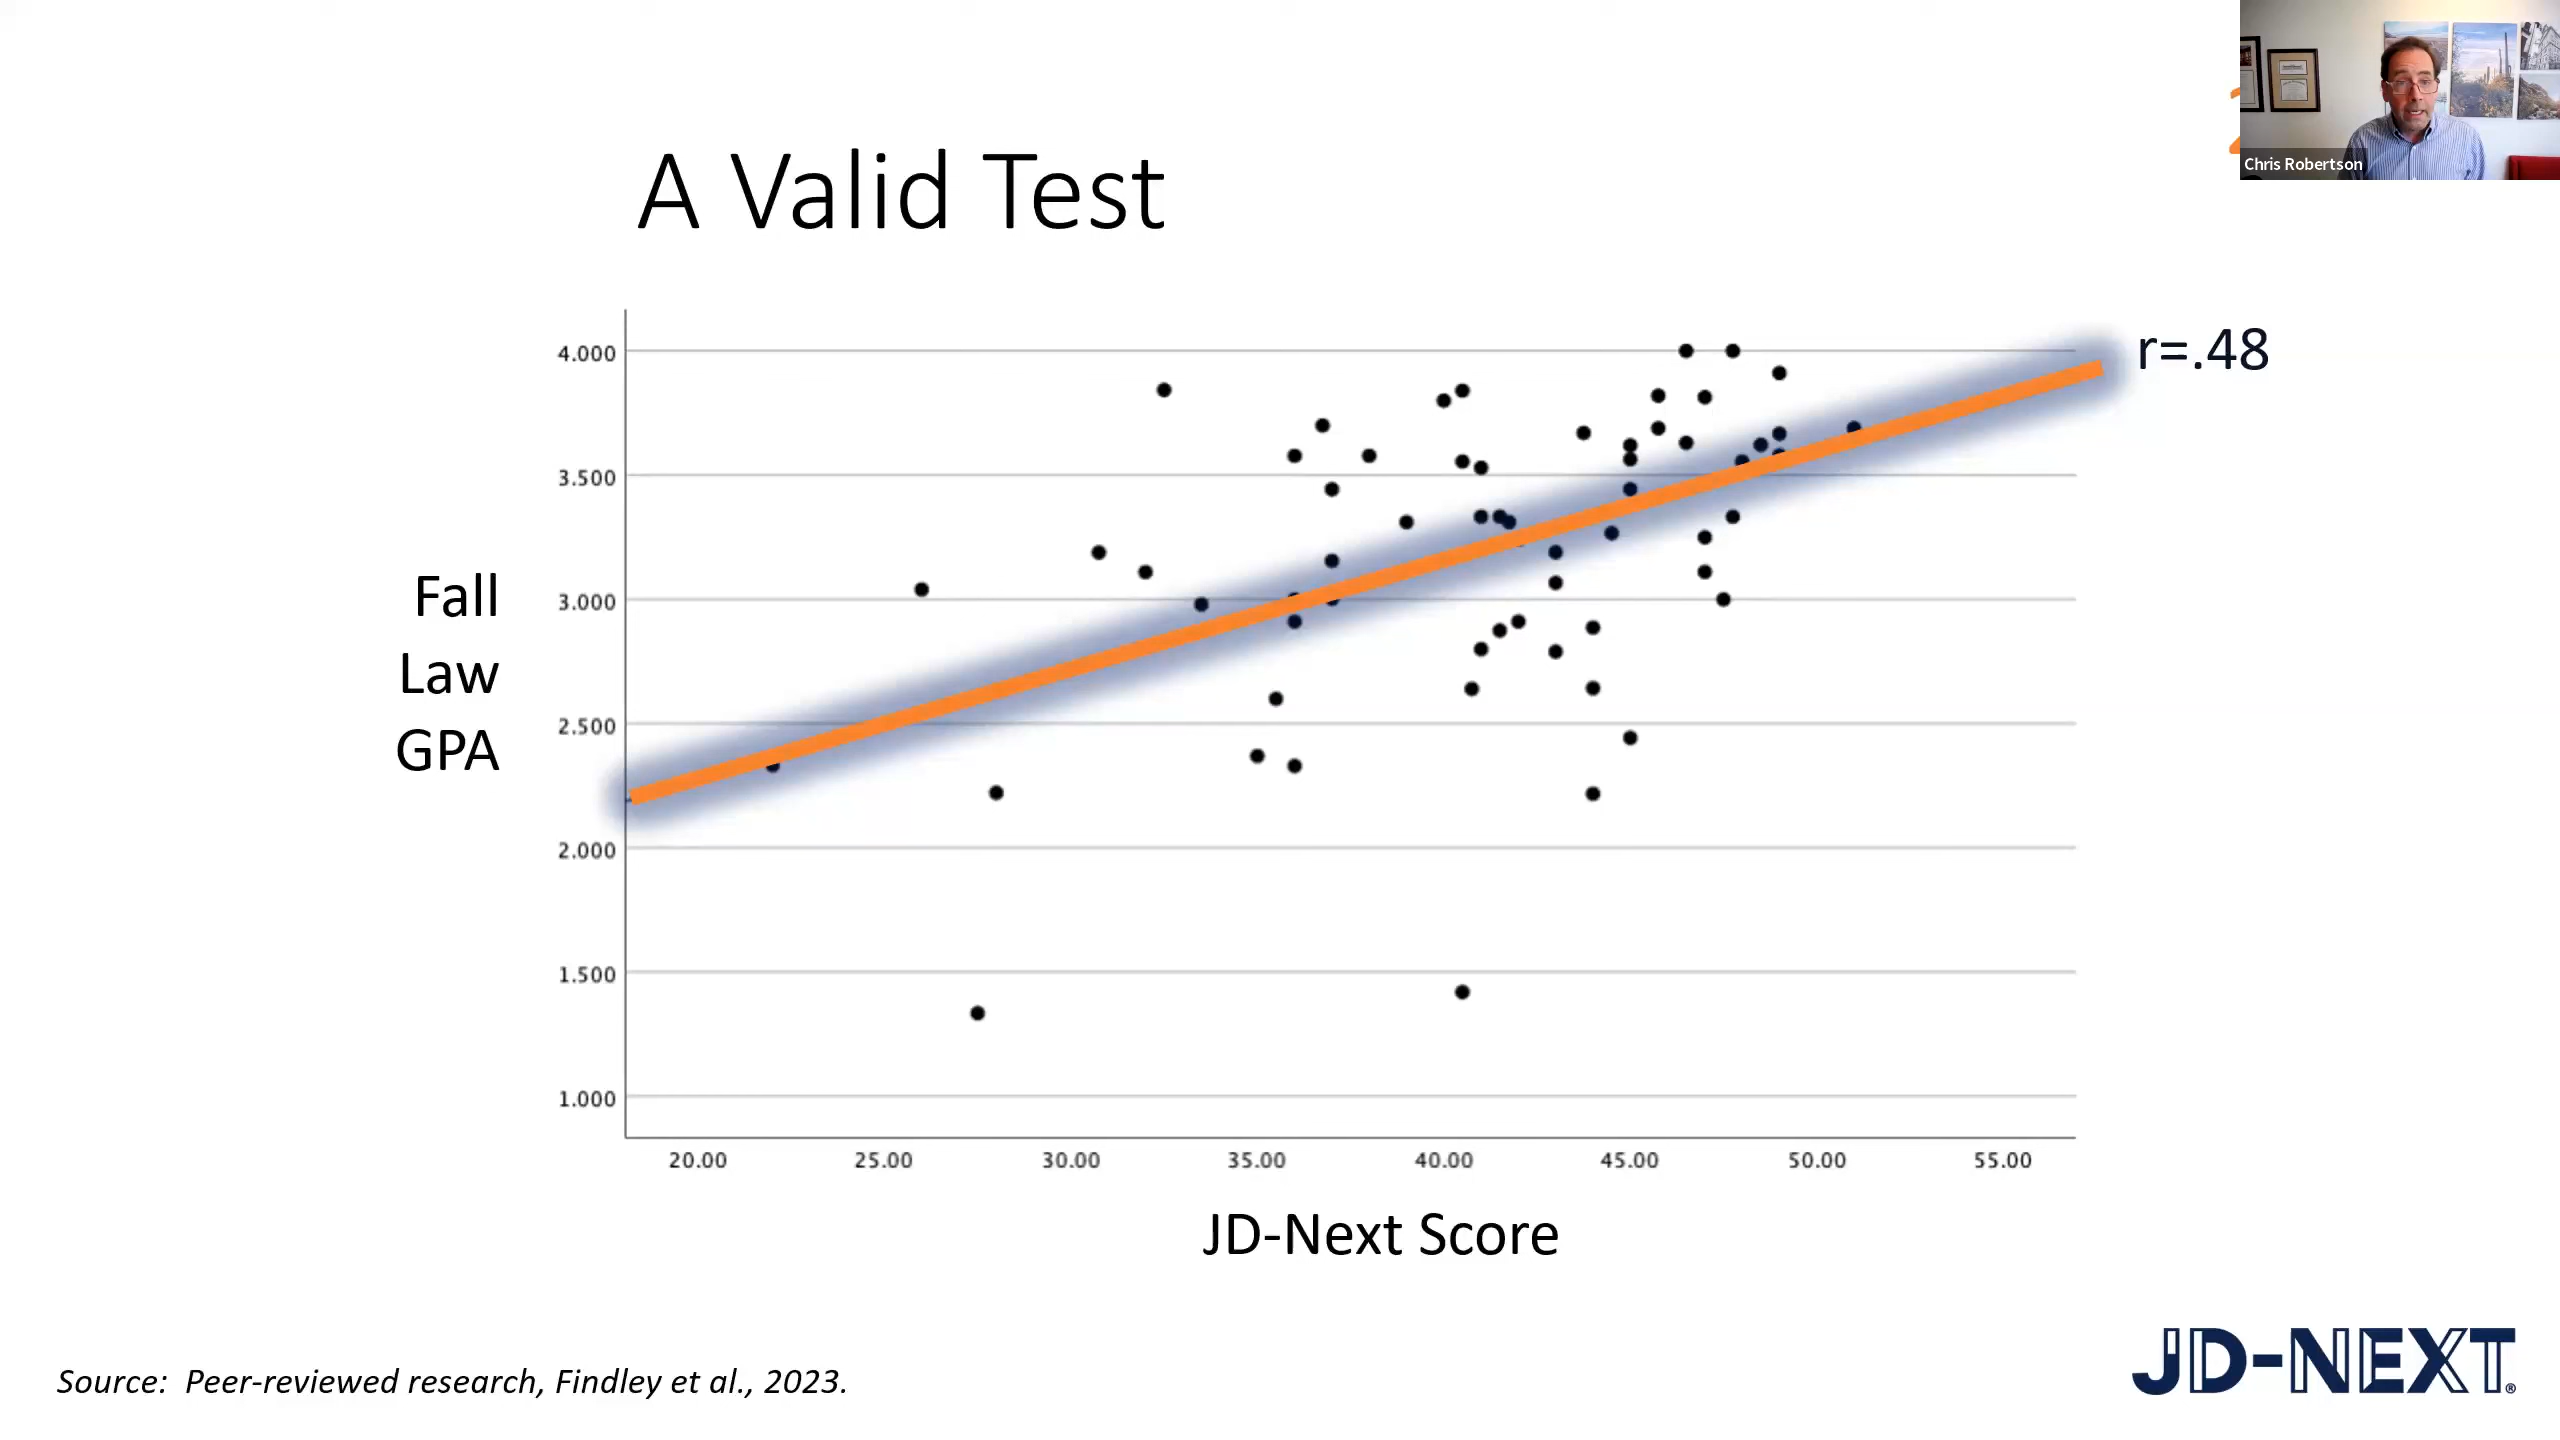 A Valid Test
Chris Robertson
r=.48
4.000
3.500
3.000
2.500
2.000
1.500
1.000
Fall
Law
GPA
20.00 25.00 30.00 35.00 40.00 45.00 50.00 55.00
JD-Next Score
Source: Peer-reviewed research, Findley et al., 2023.
JD-NEXT®